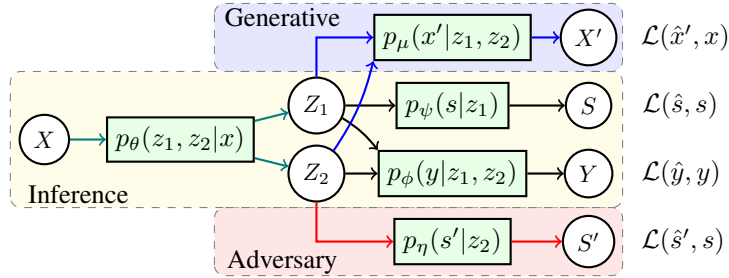 Generative
p_μ(x′|z_1, z_2)
X′
ℒ(x̂′, x)
Z_1
p_ψ(s|z_1)
S
ℒ(ŝ, s)
X
p_θ(z_1, z_2|x)
Z_2
p_φ(y|z_1, z_2)
Y
ℒ(ŷ, y)
Inference
p_η(s′|z_2)
S′
ℒ(ŝ′, s)
Adversary